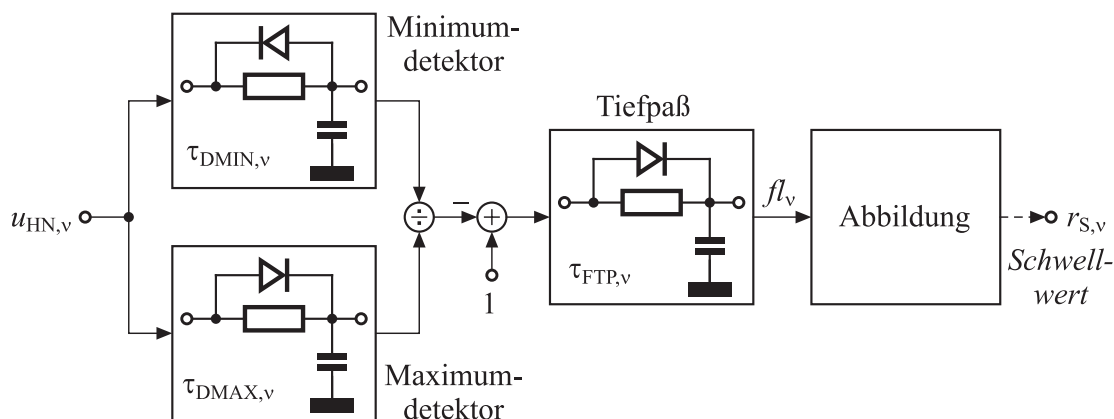 Minimum-
detektor
τDMIN,ν
Tiefpaß
uHN,ν
÷
−
+
flν
Abbildung
rS,ν
τFTP,ν
Schwell-
wert
1
τDMAX,ν
Maximum-
detektor